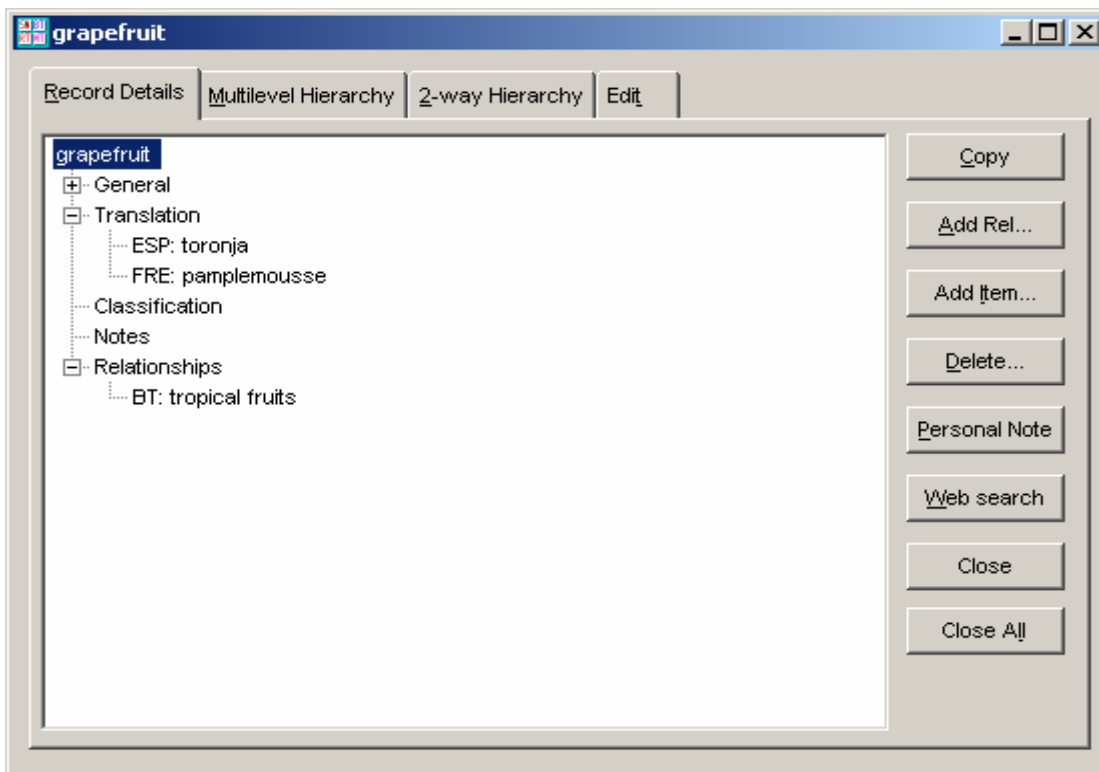 grapefruit
Record Details Multilevel Hierarchy 2-way Hierarchy Edit
grapefruit
General
Translation
ESP: toronja
FRE: pamplemousse
Classification
Notes
Relationships
BT: tropical fruits
Copy
Add Rel...
Add Item...
Delete...
Personal Note
Web search
Close
Close All